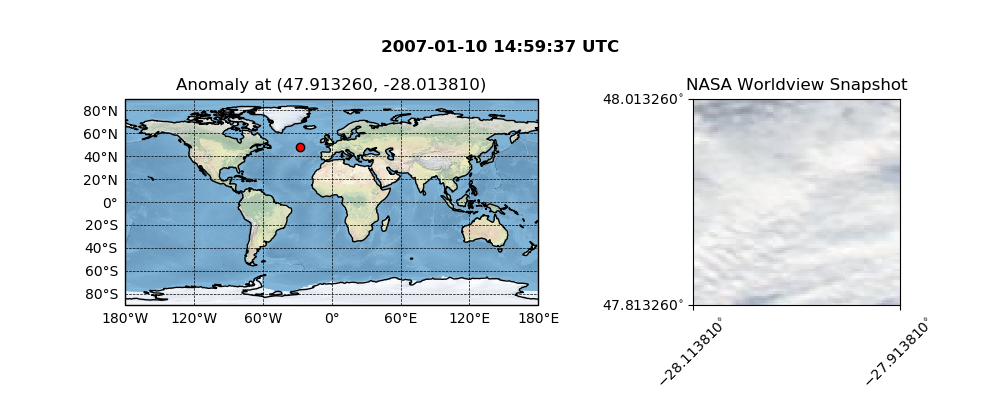 2007-01-10 14:59:37 UTC
Anomaly at (47.913260, -28.013810)
NASA Worldview Snapshot
80°N
60°N
40°N
20°N
0°
20°S
40°S
60°S
80°S
180°W 120°W 60°W 0° 60°E 120°E 180°E
48.013260°
47.813260°
−28.113810°
−27.913810°